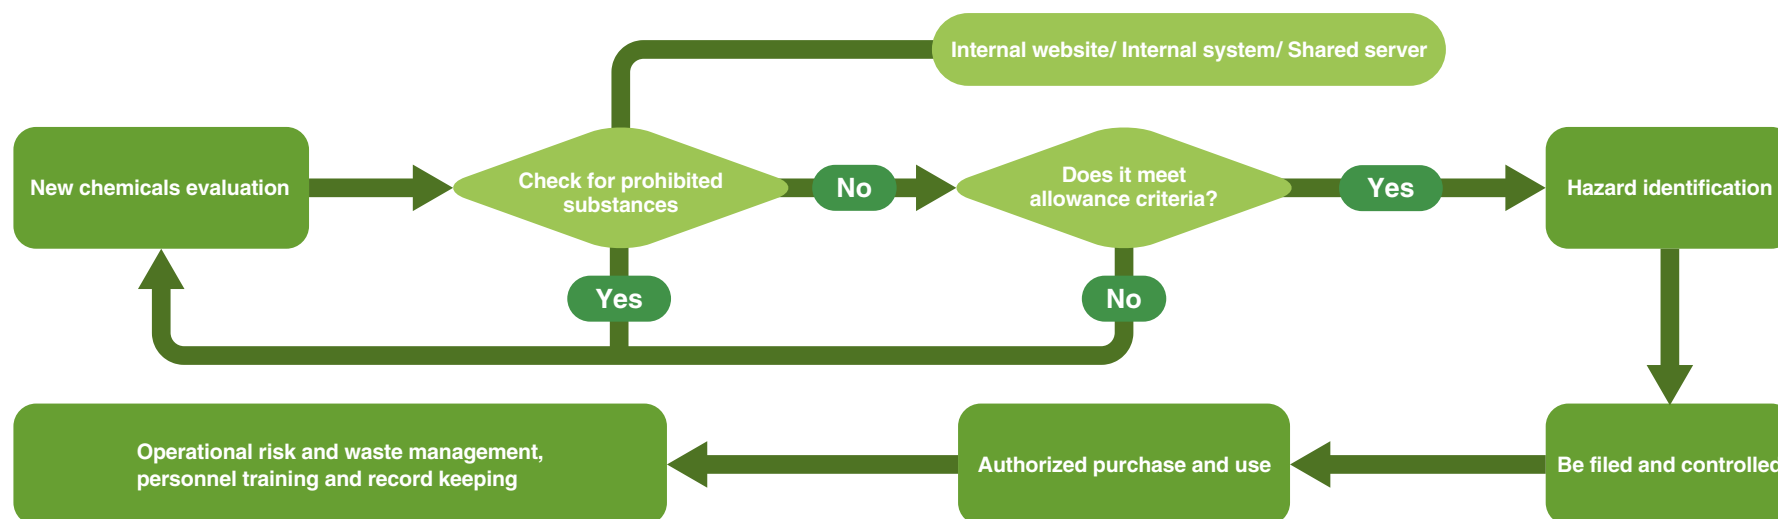 Internal website/ Internal system/ Shared server
New chemicals evaluation
Check for prohibited
substances
No
Does it meet
allowance criteria?
Yes
Hazard identification
Yes
No
Operational risk and waste management,
personnel training and record keeping
Authorized purchase and use
Be filed and controlled